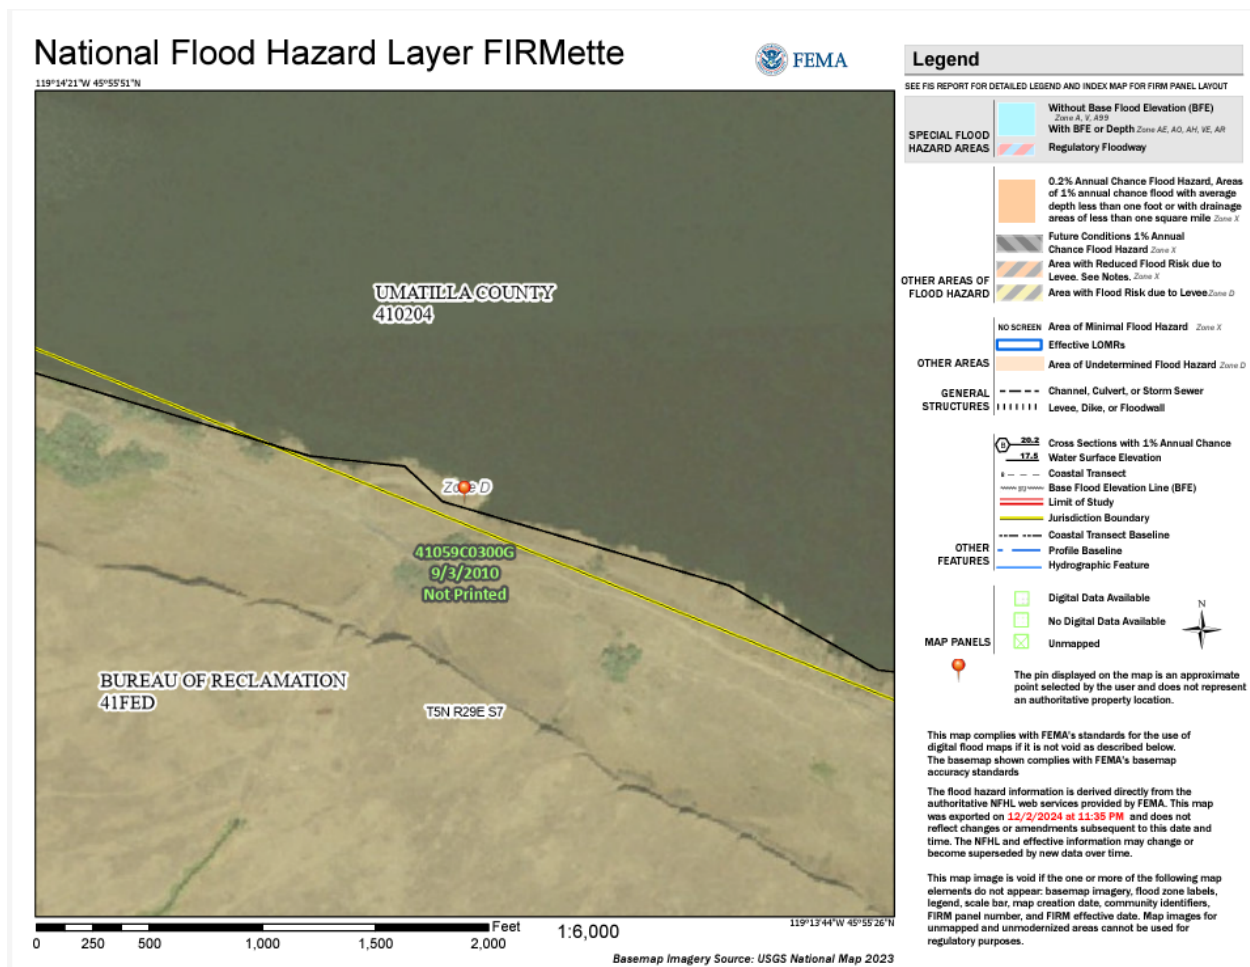 National Flood Hazard Layer FIRMette
FEMA
119°14'21"W 45°55'51"N
UMATILLA COUNTY
410204
Zone D
41059C0300G
9/3/2010
Not Printed
BUREAU OF RECLAMATION
41FED
T5N R29E S7
119°13'44"W 45°55'26"N
Feet
0 250 500 1,000 1,500 2,000
1:6,000
Basemap Imagery Source: USGS National Map 2023
Legend
SEE FIS REPORT FOR DETAILED LEGEND AND INDEX MAP FOR FIRM PANEL LAYOUT
SPECIAL FLOOD
HAZARD AREAS
Without Base Flood Elevation (BFE)
Zone A, V, A99
With BFE or Depth Zone AE, AO, AH, VE, AR
Regulatory Floodway
OTHER AREAS OF
FLOOD HAZARD
0.2% Annual Chance Flood Hazard, Areas
of 1% annual chance flood with average
depth less than one foot or with drainage
areas of less than one square mile Zone X
Future Conditions 1% Annual
Chance Flood Hazard Zone X
Area with Reduced Flood Risk due to
Levee. See Notes. Zone X
Area with Flood Risk due to Levee Zone D
OTHER AREAS
NO SCREEN Area of Minimal Flood Hazard Zone X
Effective LOMRs
Area of Undetermined Flood Hazard Zone D
GENERAL
STRUCTURES
Channel, Culvert, or Storm Sewer
Levee, Dike, or Floodwall
OTHER
FEATURES
B 20.2 Cross Sections with 1% Annual Chance
17.5 Water Surface Elevation
Coastal Transect
Base Flood Elevation Line (BFE)
Limit of Study
Jurisdiction Boundary
Coastal Transect Baseline
Profile Baseline
Hydrographic Feature
MAP PANELS
Digital Data Available
No Digital Data Available
Unmapped
N
The pin displayed on the map is an approximate
point selected by the user and does not represent
an authoritative property location.
This map complies with FEMA's standards for the use of
digital flood maps if it is not void as described below.
The basemap shown complies with FEMA's basemap
accuracy standards
The flood hazard information is derived directly from the
authoritative NFHL web services provided by FEMA. This map
was exported on 12/2/2024 at 11:35 PM and does not
reflect changes or amendments subsequent to this date and
time. The NFHL and effective information may change or
become superseded by new data over time.
This map image is void if the one or more of the following map
elements do not appear: basemap imagery, flood zone labels,
legend, scale bar, map creation date, community identifiers,
FIRM panel number, and FIRM effective date. Map images for
unmapped and unmodernized areas cannot be used for
regulatory purposes.